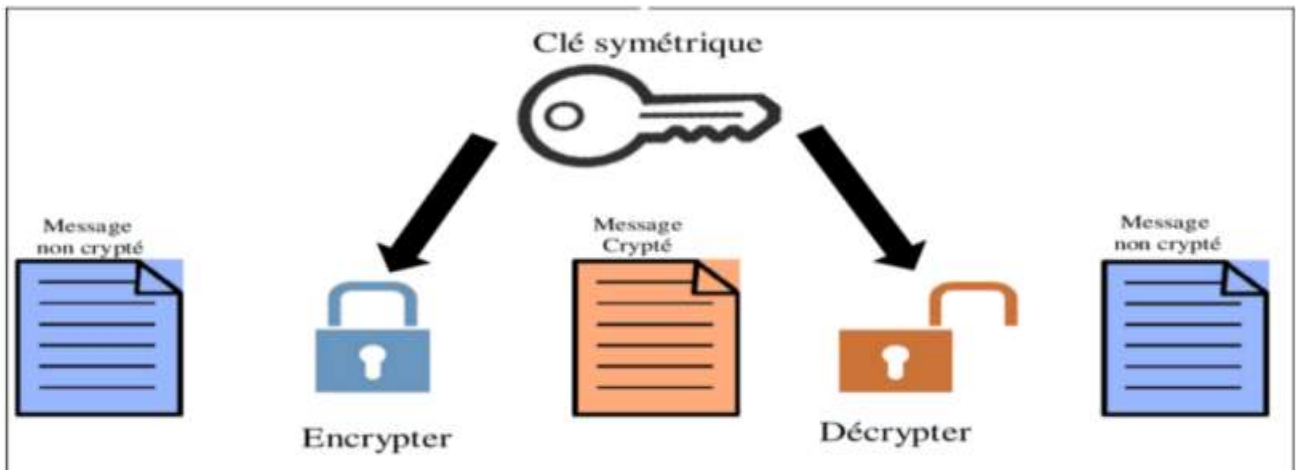 Clé symétrique
Message
non crypté
Message
Crypté
Message
non crypté
Encrypter
Décrypter